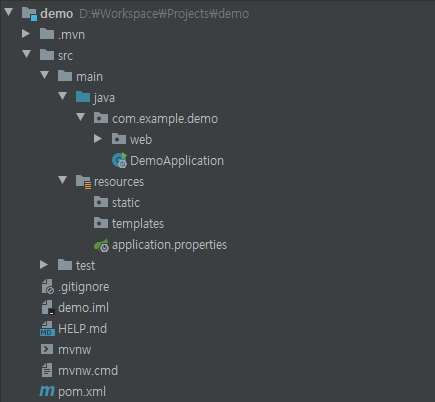 demo D:₩Workspace₩Projects₩demo
.mvn
src
main
java
com.example.demo
web
DemoApplication
resources
static
templates
application.properties
test
.gitignore
demo.iml
MD HELP.md
mvnw
mvnw.cmd
m pom.xml